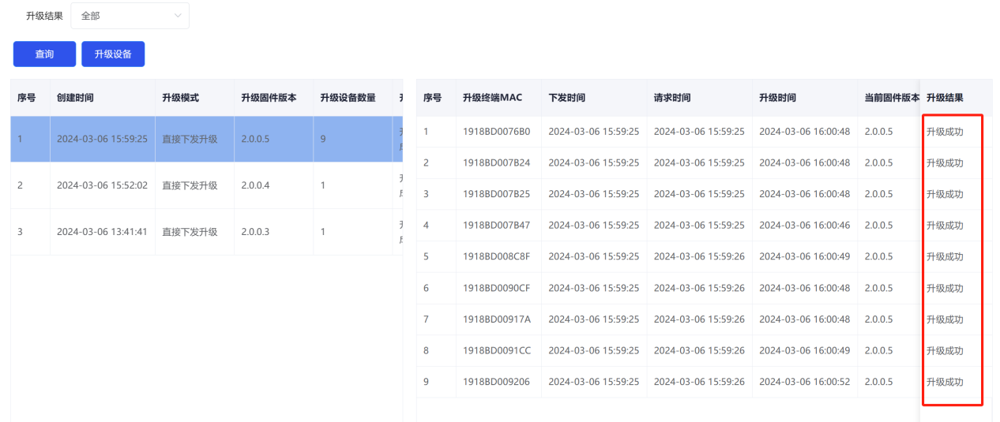 升级结果 全部
查询 升级设备
序号 创建时间 升级模式 升级固件版本 升级设备数量
1 2024-03-06 15:59:25 直接下发升级 2.0.0.5 9
2 2024-03-06 15:52:02 直接下发升级 2.0.0.4 1
3 2024-03-06 13:41:41 直接下发升级 2.0.0.3 1
序号 升级终端MAC 下发时间 请求时间 升级时间 当前固件版本 升级结果
1 1918BD0076B0 2024-03-06 15:59:25 2024-03-06 15:59:25 2024-03-06 16:00:48 2.0.0.5 升级成功
2 1918BD007B24 2024-03-06 15:59:25 2024-03-06 15:59:25 2024-03-06 16:00:48 2.0.0.5 升级成功
3 1918BD007B25 2024-03-06 15:59:25 2024-03-06 15:59:25 2024-03-06 16:00:48 2.0.0.5 升级成功
4 1918BD007B47 2024-03-06 15:59:25 2024-03-06 15:59:25 2024-03-06 16:00:46 2.0.0.5 升级成功
5 1918BD008C8F 2024-03-06 15:59:25 2024-03-06 15:59:26 2024-03-06 16:00:49 2.0.0.5 升级成功
6 1918BD0090CF 2024-03-06 15:59:25 2024-03-06 15:59:26 2024-03-06 16:00:48 2.0.0.5 升级成功
7 1918BD00917A 2024-03-06 15:59:25 2024-03-06 15:59:26 2024-03-06 16:00:48 2.0.0.5 升级成功
8 1918BD0091CC 2024-03-06 15:59:25 2024-03-06 15:59:26 2024-03-06 16:00:49 2.0.0.5 升级成功
9 1918BD009206 2024-03-06 15:59:25 2024-03-06 15:59:26 2024-03-06 16:00:52 2.0.0.5 升级成功